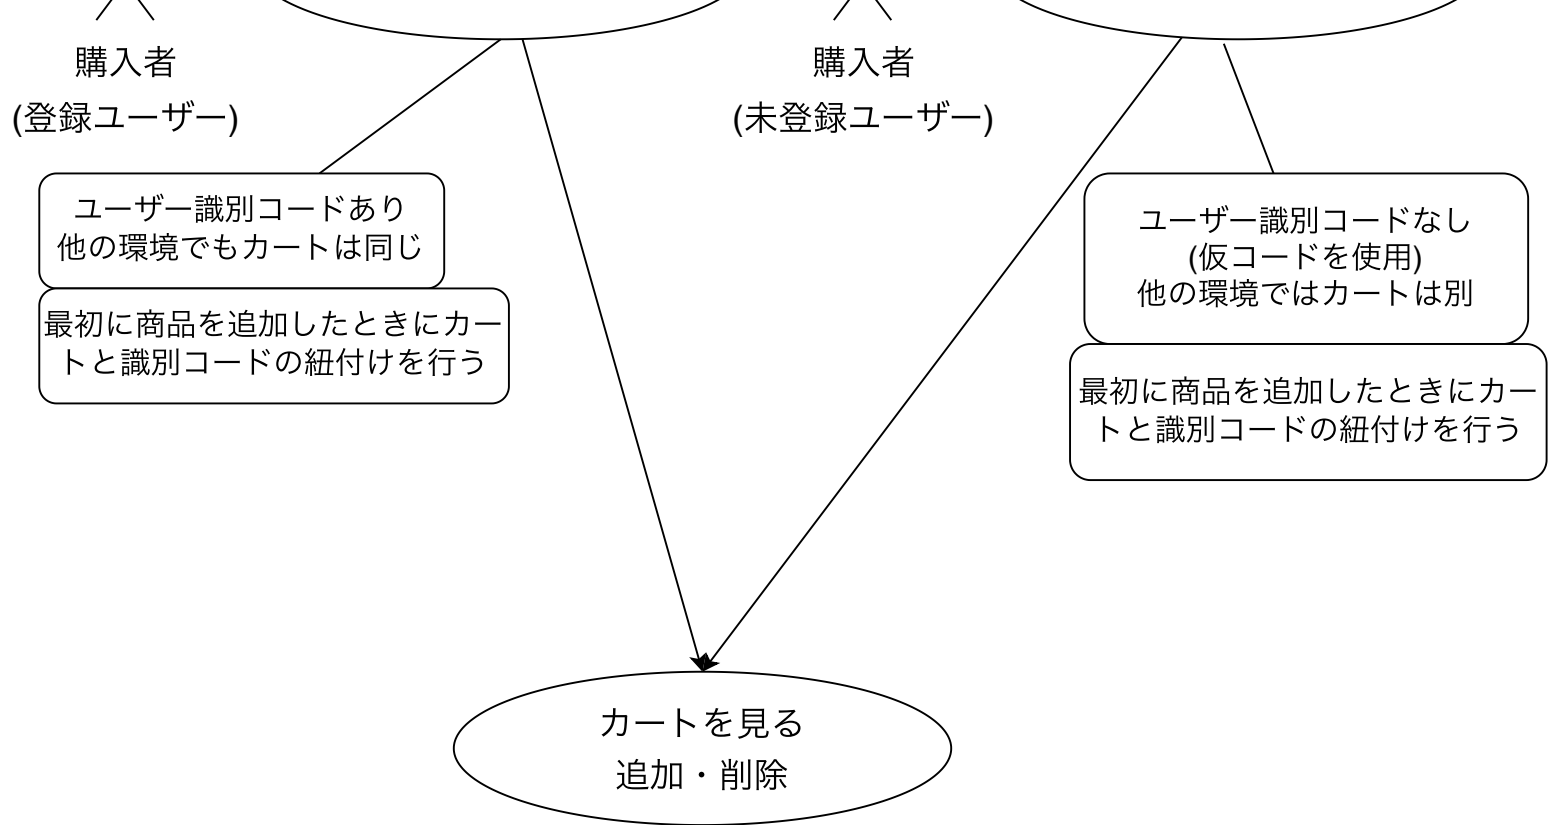 購入者
(登録ユーザー)
購入者
(未登録ユーザー)
ユーザー識別コードあり
他の環境でもカートは同じ
最初に商品を追加したときにカー
トと識別コードの紐付けを行う
ユーザー識別コードなし
(仮コードを使用)
他の環境ではカートは別
最初に商品を追加したときにカー
トと識別コードの紐付けを行う
カートを見る
追加・削除